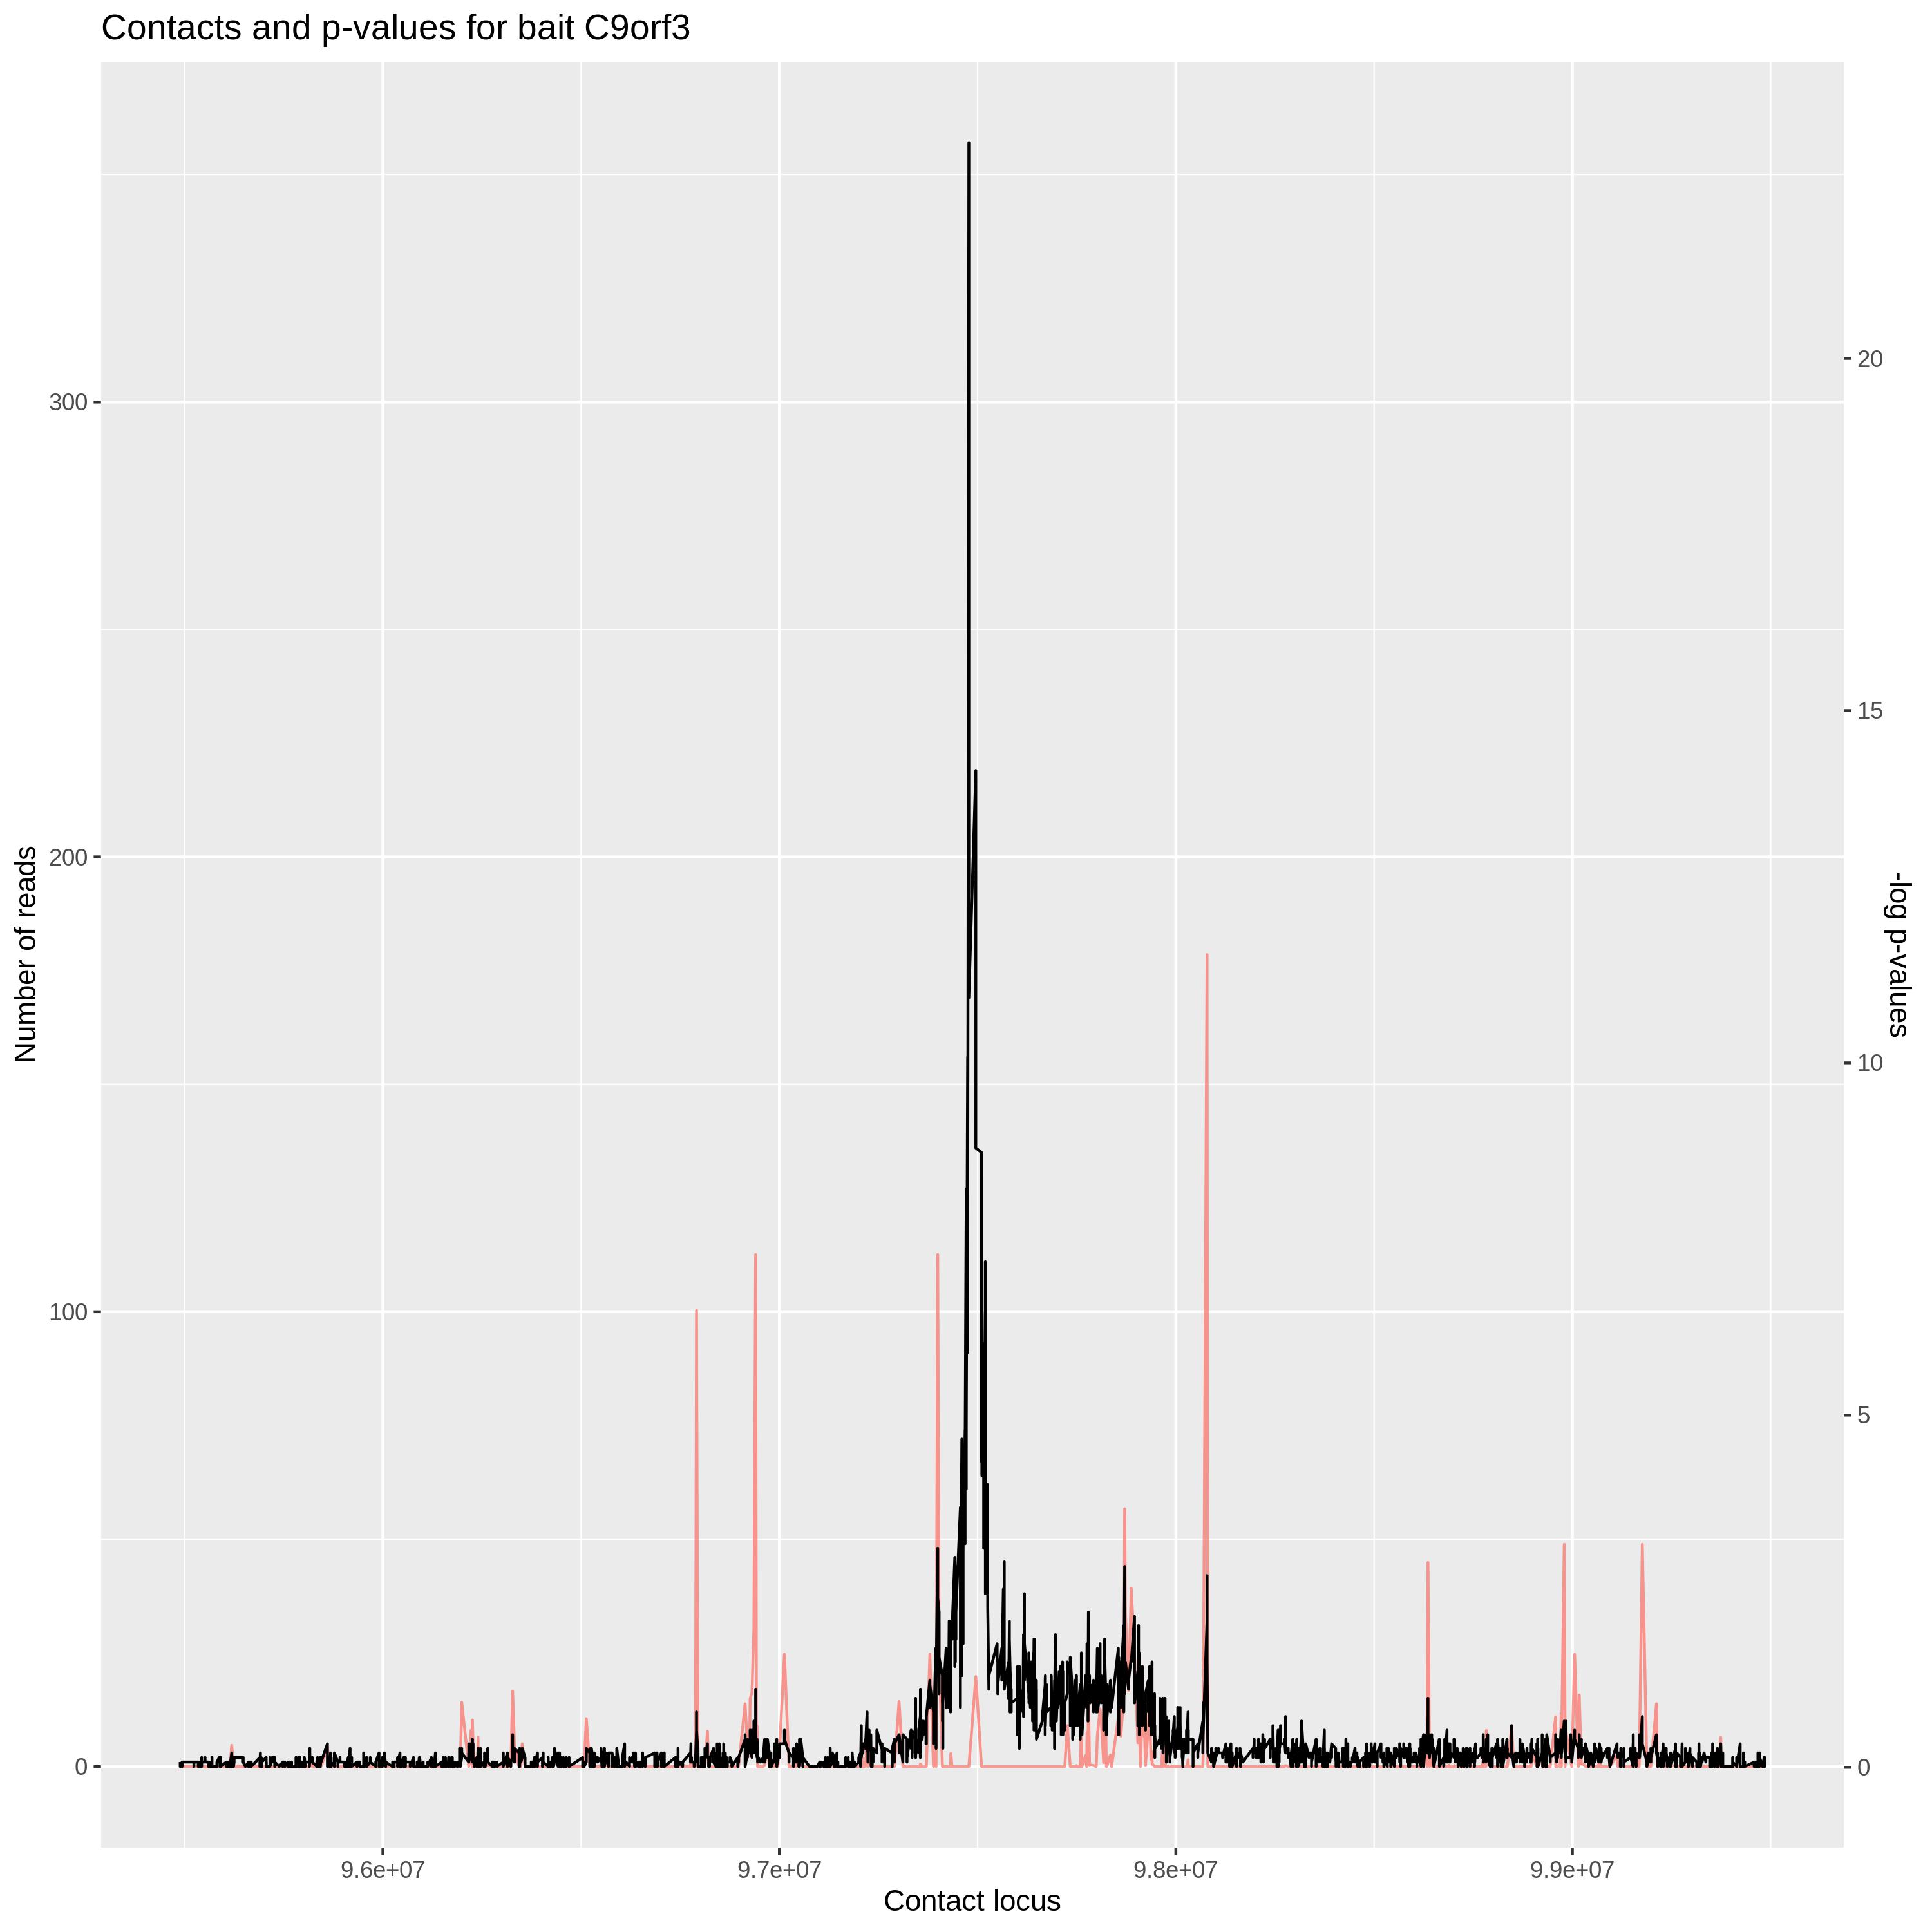 Contacts and p-values for bait C9orf3
300
200
100
0
Number of reads
20
15
10
5
0
-log p-values
9.6e+07 9.7e+07 9.8e+07 9.9e+07
Contact locus